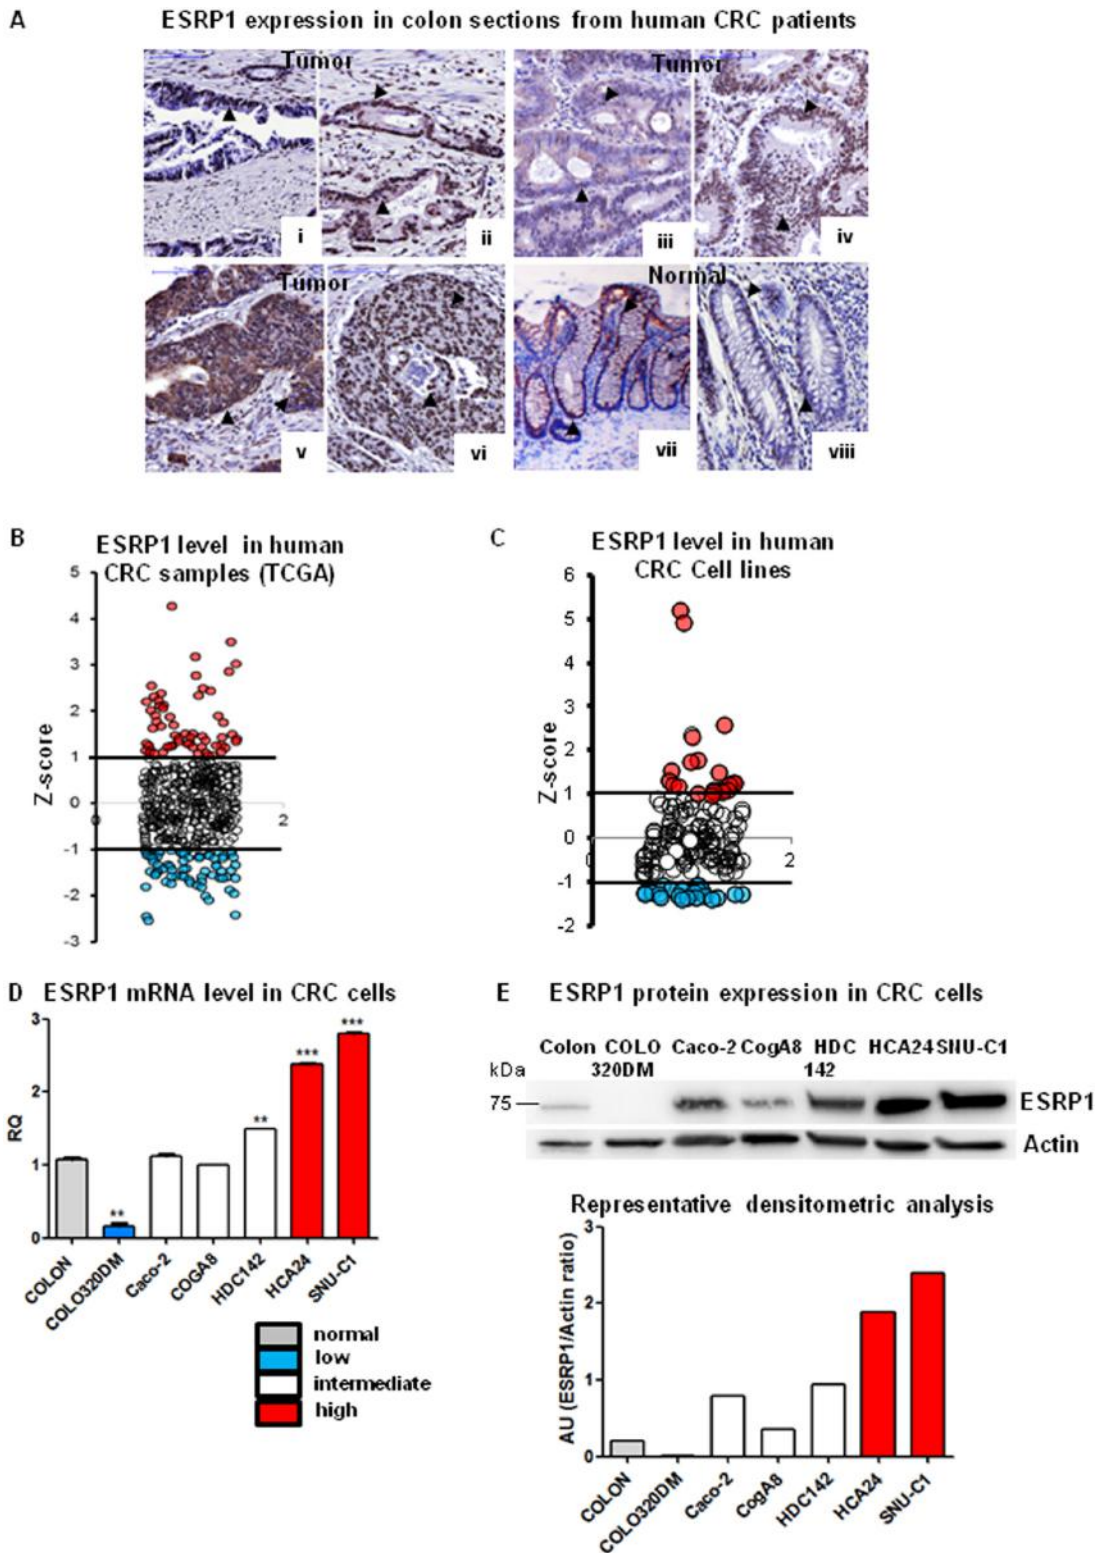 A ESRP1 expression in colon sections from human CRC patients
Tumor
Tumor
i
ii
iii
iv
Tumor
Normal
v
vi
vii
viii
B ESRP1 level in human
CRC samples (TCGA)
5
4
3
2
1
0
-1
-2
-3
0
2
Z-score
C ESRP1 level in human
CRC Cell lines
6
5
4
3
2
1
0
-1
-2
0
2
Z-score
D ESRP1 mRNA level in CRC cells
3
2
1
0
RQ
**
**
***
***
COLON
COLO320DM
Caco-2
COGA8
HDC142
HCA24
SNU-C1
normal
low
intermediate
high
E ESRP1 protein expression in CRC cells
Colon COLO Caco-2 CogA8 HDC HCA24 SNU-C1
kDa 320DM 142
75 ESRP1
Actin
Representative densitometric analysis
3
2
1
0
AU (ESRP1/Actin ratio)
COLON
COLO320DM
Caco-2
CogA8
HDC142
HCA24
SNU-C1